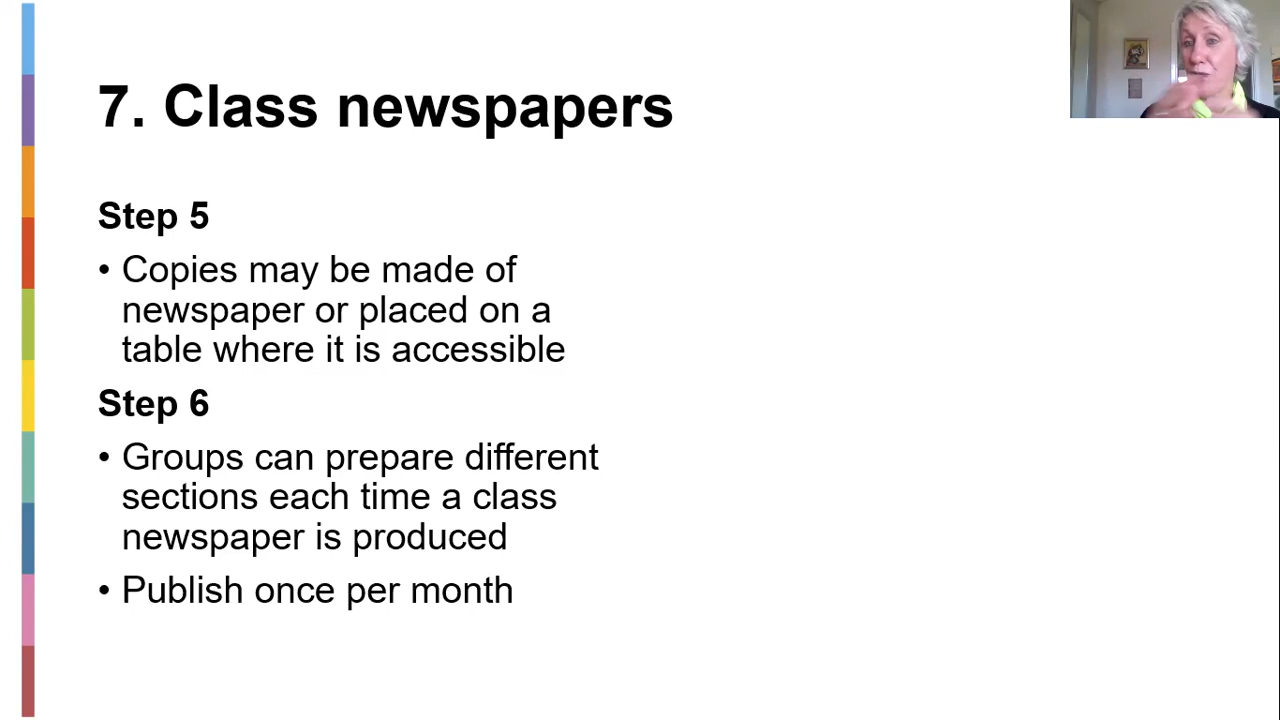 7. Class newspapers
Step 5
• Copies may be made of
newspaper or placed on a
table where it is accessible
Step 6
• Groups can prepare different
sections each time a class
newspaper is produced
• Publish once per month